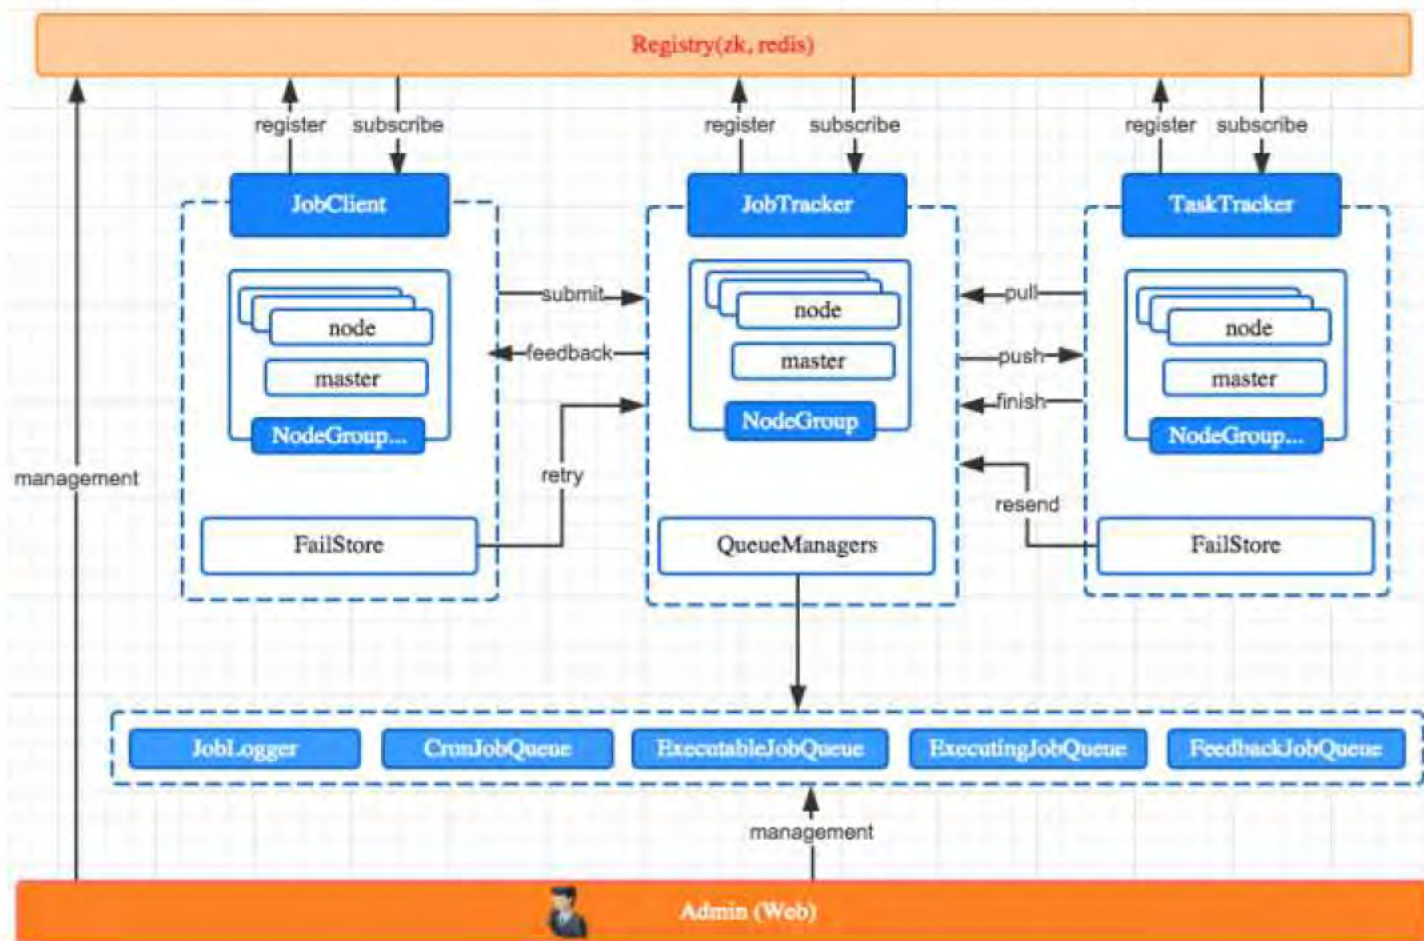 Registry(zk, redis)
register
subscribe
register
subscribe
register
subscribe
JobClient
JobTracker
TaskTracker
node
master
NodeGroup...
submit
feedback
retry
node
master
NodeGroup
pull
push
finish
resend
node
master
NodeGroup...
management
FailStore
QueueManagers
FailStore
JobLogger
CronJobQueue
ExecutableJobQueue
ExecutingJobQueue
FeedbackJobQueue
management
Admin (Web)